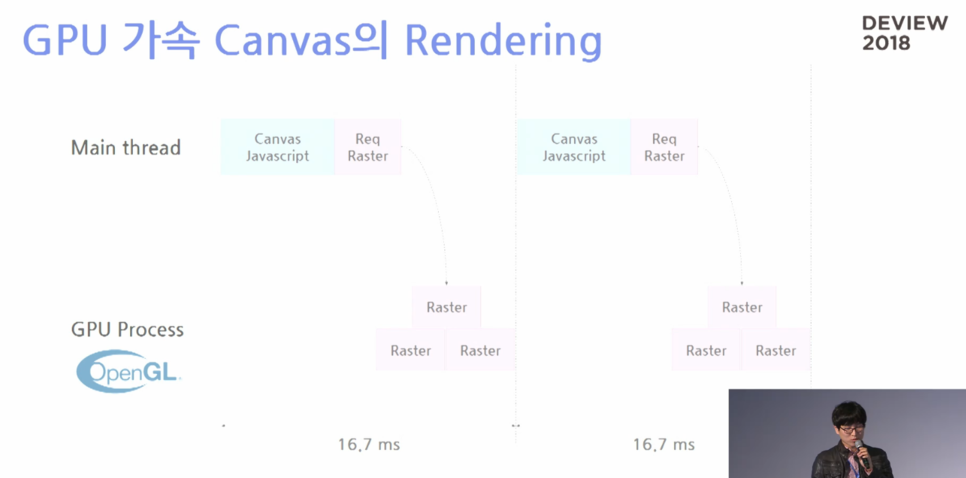 GPU 가속 Canvas의 Rendering
DEVIEW
2018
Main thread
Canvas
Javascript
Req
Raster
Canvas
Javascript
Req
Raster
GPU Process
OpenGL.
Raster
Raster
Raster
Raster
Raster
Raster
16,7 ms
16,7 ms